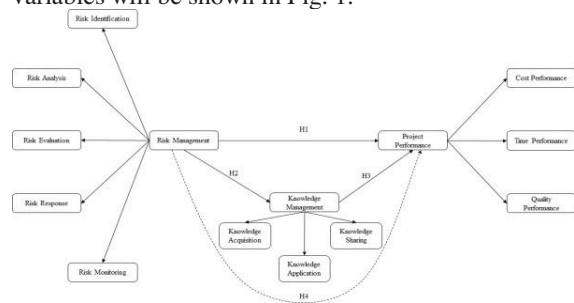 variables will be shown in Fig. 1.
Risk Identification
Risk Analysis
Cost Performance
H1
Risk Evaluation
Risk Management
Project
Performance
Time Performance
H2
H3
Risk Response
Knowledge
Management
Quality
Performance
Knowledge
Acquisition
Knowledge
Sharing
Knowledge
Application
Risk Monitoring
H4